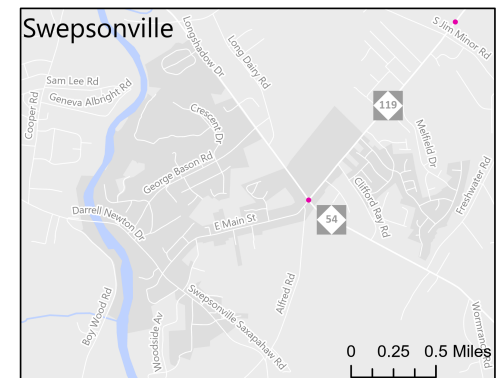 Swepsonville
S Jim Minor Rd
Longshadow Dr
Long Dairy Rd
Sam Lee Rd
Geneva Albright Rd
Cooper Rd
119
Crescent Dr
Melfield Dr
George Bason Rd
Freshwater Rd
Clifford Ray Rd
Darrell Newton Dr
E Main St
54
Alfred Rd
Swepsonville Saxapahaw Rd
Boy Wood Rd
Woodside Av
Wormranch Rd
0 0.25 0.5 Miles